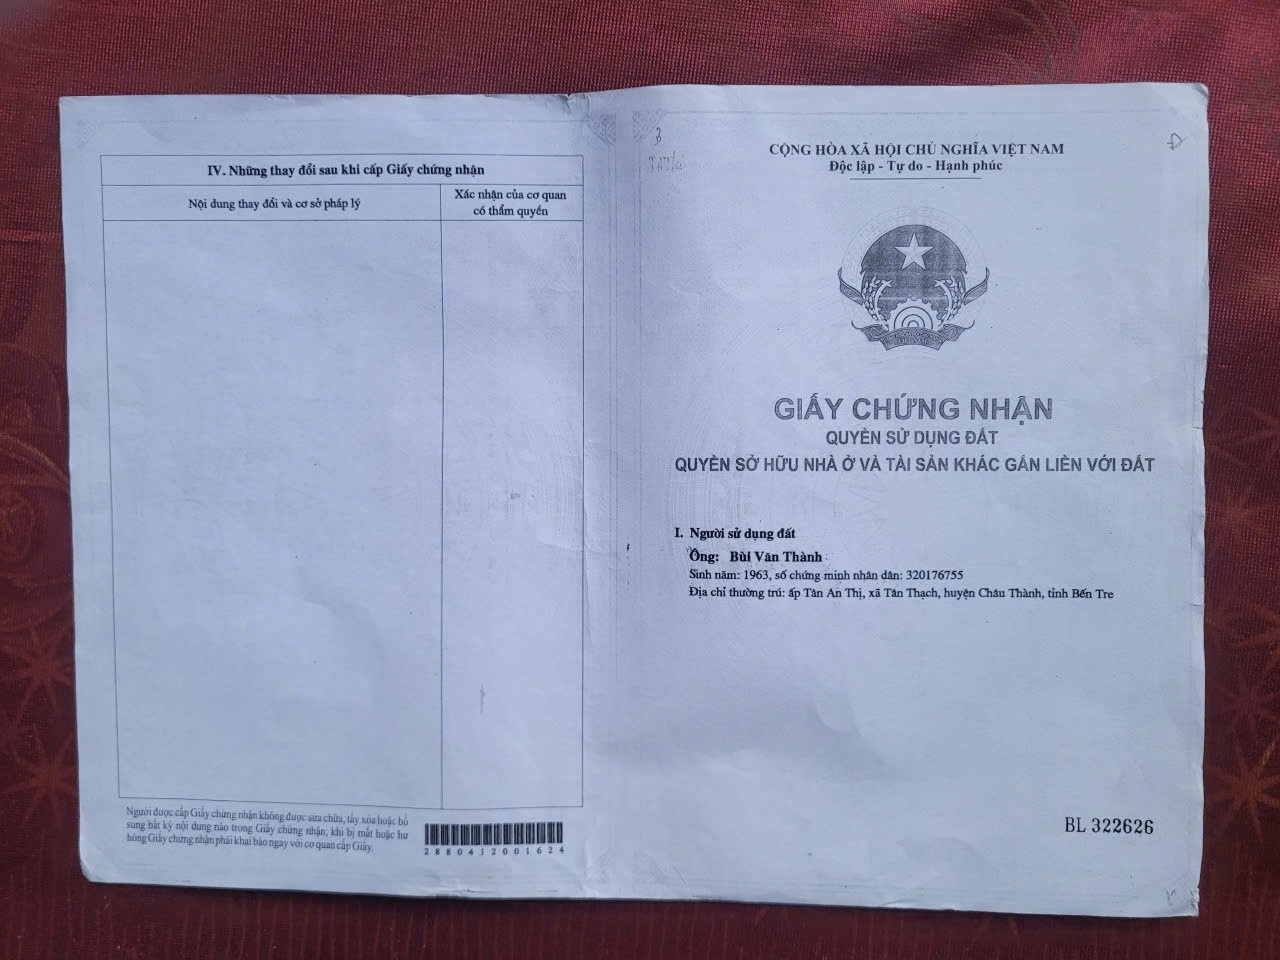 IV. Những thay đổi sau khi cấp Giấy chứng nhận
Nội dung thay đổi và cơ sở pháp lý
Xác nhận của cơ quan
có thẩm quyền
Người được cấp Giấy chứng nhận không được sửa chữa, tẩy xóa hoặc bổ
sung bất kỳ nội dung nào trong Giấy chứng nhận, khi bị mất hoặc hư
hỏng Giấy chứng nhận phải khai báo ngay với cơ quan cấp Giấy.
2880412001624
B
Đ
CỘNG HÒA XÃ HỘI CHỦ NGHĨA VIỆT NAM
Độc lập - Tự do - Hạnh phúc
GIẤY CHỨNG NHẬN
QUYỀN SỬ DỤNG ĐẤT
QUYỀN SỞ HỮU NHÀ Ở VÀ TÀI SẢN KHÁC GẮN LIỀN VỚI ĐẤT
I. Người sử dụng đất
Ông: Bùi Văn Thành
Sinh năm: 1963, số chứng minh nhân dân: 320176755
Địa chỉ thường trú: ấp Tân An Thị, xã Tân Thạch, huyện Châu Thành, tỉnh Bến Tre
BL 322626